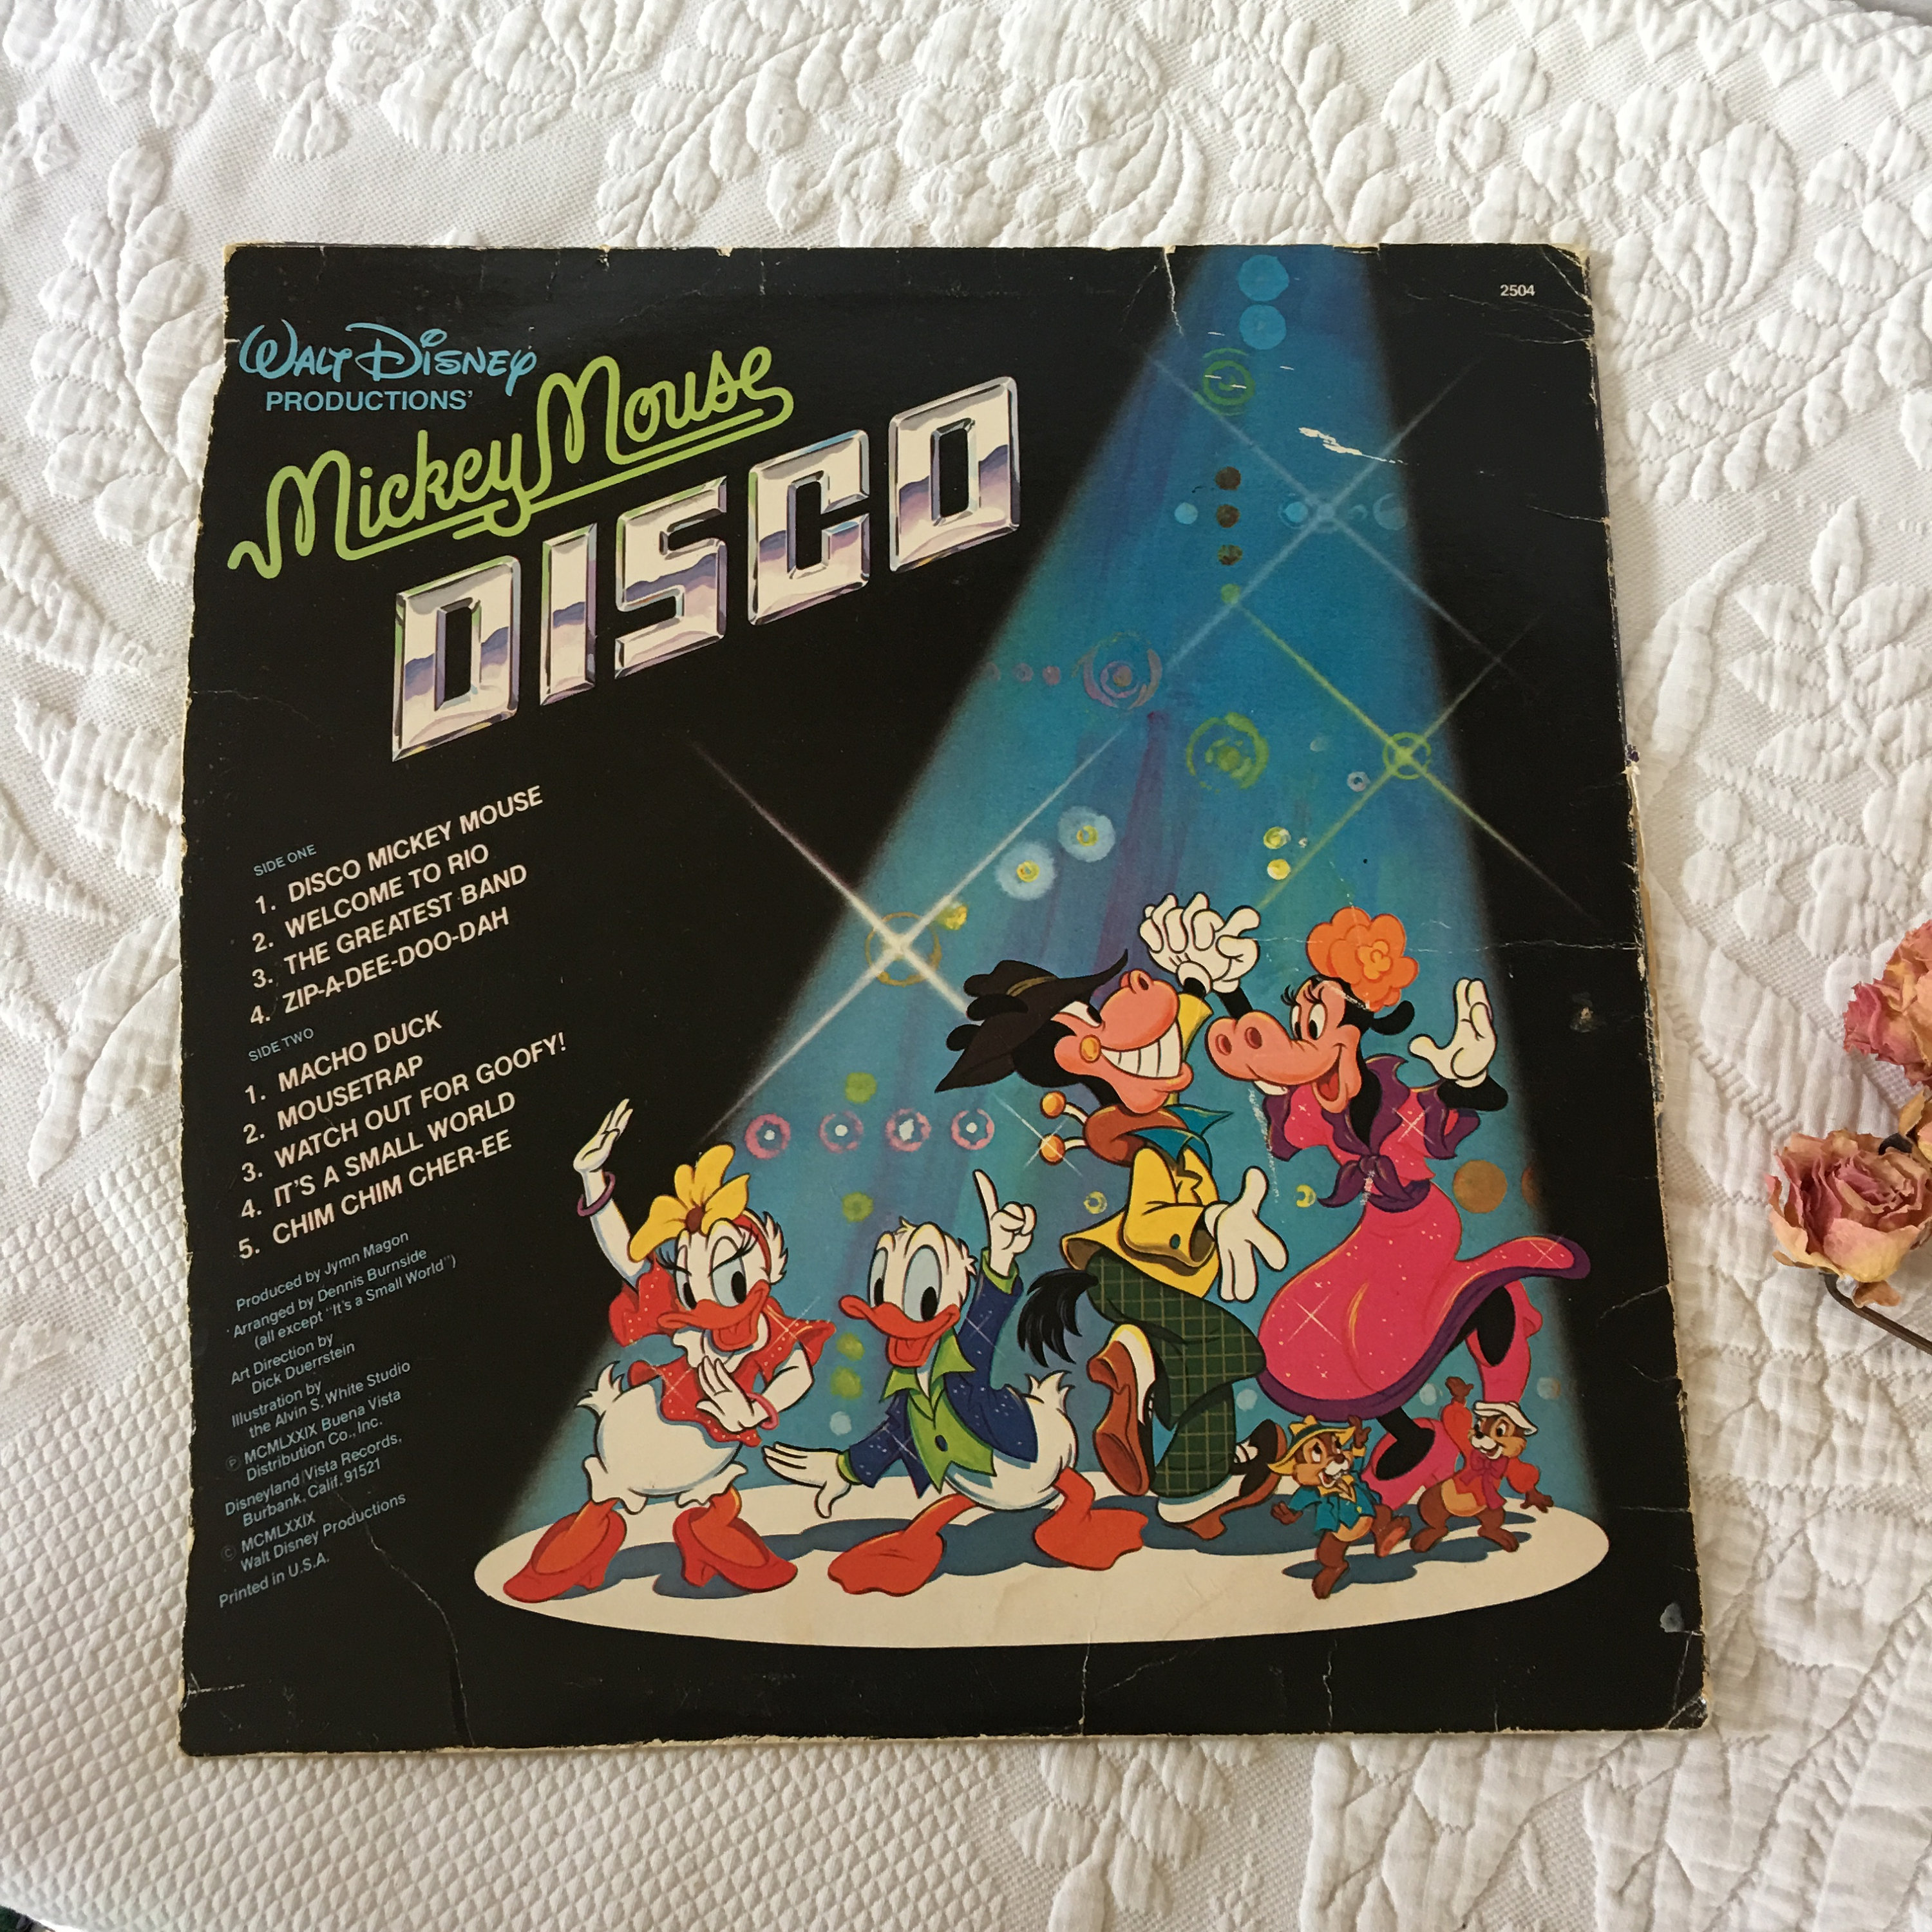 2504
WALT DISNEY
PRODUCTIONS'
Mickey Mouse
DISCO
SIDE ONE
1. DISCO MICKEY MOUSE
2. WELCOME TO RIO
3. THE GREATEST BAND
4. ZIP-A-DEE-DOO-DAH
SIDE TWO
1. MACHO DUCK
2. MOUSETRAP
3. WATCH OUT FOR GOOFY!
4. IT'S A SMALL WORLD
5. CHIM CHIM CHER-EE
Produced by Jymn Magon
Arranged by Dennis Burnside
(all except "It's a Small World")
Art Direction by
Dick Duerrstein
Illustration by
the Alvin S. White Studio
℗ MCMLXXIX Buena Vista
Distribution Co., Inc.
Disneyland/Vista Records,
Burbank, Calif. 91521
© MCMLXXIX
Walt Disney Productions
Printed in U.S.A.